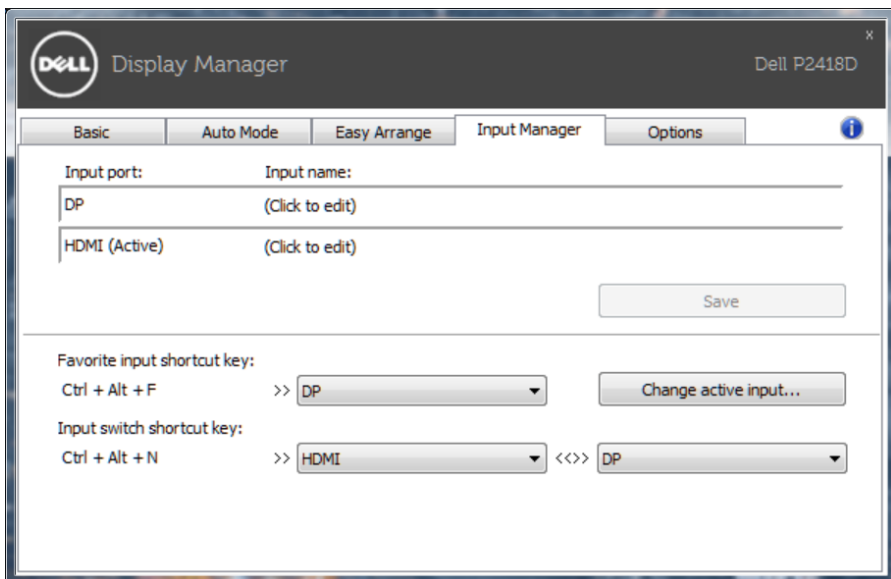 x
DELL Display Manager Dell P2418D
Basic Auto Mode Easy Arrange Input Manager Options i
Input port: Input name:
DP (Click to edit)
HDMI (Active) (Click to edit)
Save
Favorite input shortcut key:
Ctrl + Alt + F >> DP Change active input...
Input switch shortcut key:
Ctrl + Alt + N >> HDMI <<>> DP